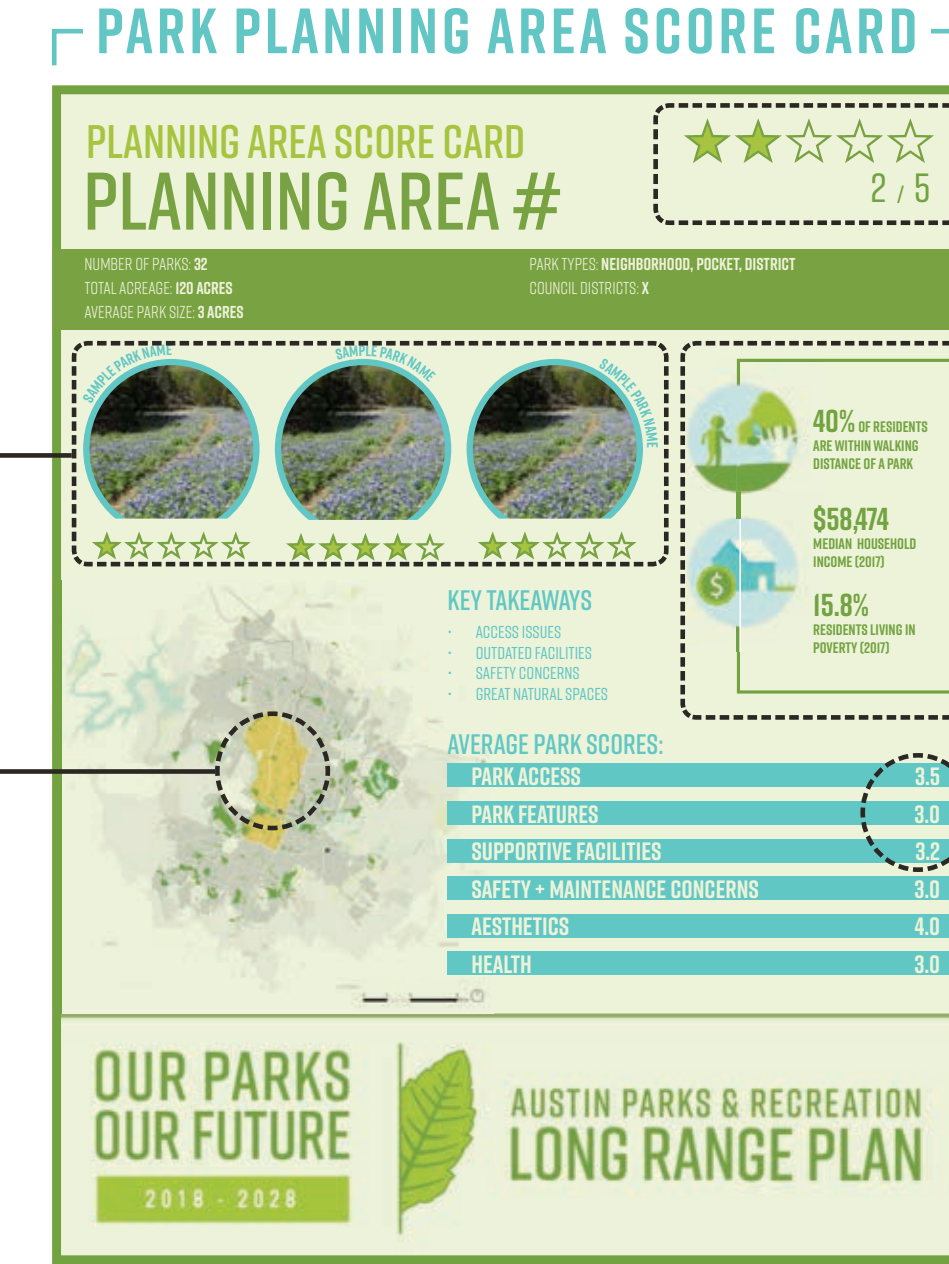 PARK PLANNING AREA SCORE CARD
PLANNING AREA SCORE CARD
PLANNING AREA #
2 / 5
NUMBER OF PARKS: 32
TOTAL ACREAGE: 120 ACRES
AVERAGE PARK SIZE: 3 ACRES
PARK TYPES: NEIGHBORHOOD, POCKET, DISTRICT
COUNCIL DISTRICTS: X
SAMPLE PARK NAME
SAMPLE PARK NAME
SAMPLE PARK NAME
40% OF RESIDENTS
ARE WITHIN WALKING
DISTANCE OF A PARK
$
$58,474
MEDIAN HOUSEHOLD
INCOME (2017)
15.8%
RESIDENTS LIVING IN
POVERTY (2017)
KEY TAKEAWAYS
· ACCESS ISSUES
· OUTDATED FACILITIES
· SAFETY CONCERNS
· GREAT NATURAL SPACES
AVERAGE PARK SCORES:
PARK ACCESS 3.5
PARK FEATURES 3.0
SUPPORTIVE FACILITIES 3.2
SAFETY + MAINTENANCE CONCERNS 3.0
AESTHETICS 4.0
HEALTH 3.0
OUR PARKS
OUR FUTURE
2018 - 2028
AUSTIN PARKS & RECREATION
LONG RANGE PLAN